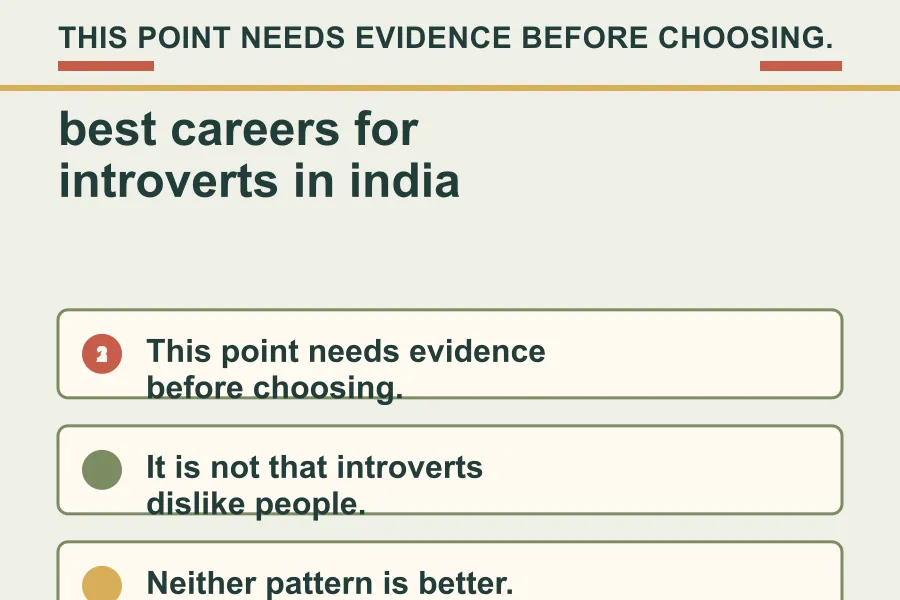 THIS POINT NEEDS EVIDENCE BEFORE CHOOSING.
best careers for
introverts in india
This point needs evidence
before choosing.
It is not that introverts
dislike people.
Neither pattern is better.